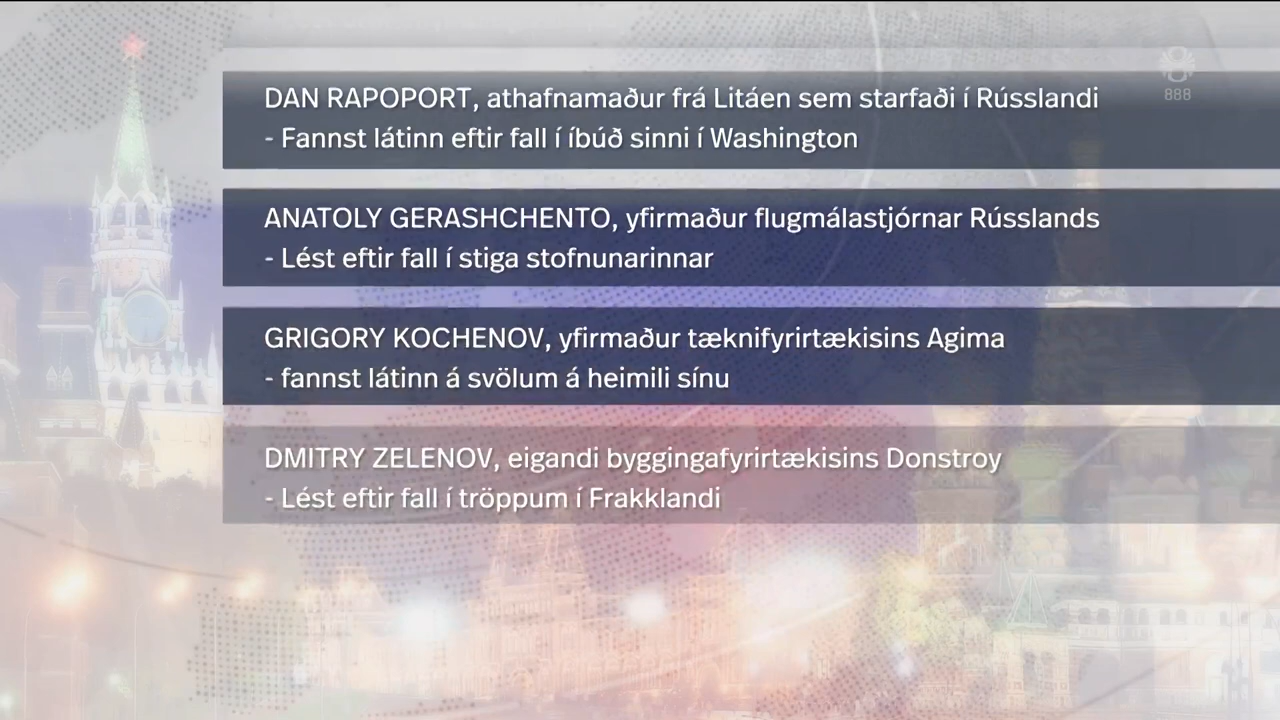 DAN RAPOPORT, athafnamaður frá Litáen sem starfaði í Rússlandi
- Fannst látinn eftir fall í íbúð sinni í Washington
888
ANATOLY GERASHCHENTO, yfirmaður flugmálastjórnar Rússlands
- Lést eftir fall í stiga stofnunarinnar
GRIGORY KOCHENOV, yfirmaður tæknifyrirtækisins Agima
- fannst látinn á svölum á heimili sínu
DMITRY ZELENOV, eigandi byggingafyrirtækisins Donstroy
- Lést eftir fall í tröppum í Frakklandi